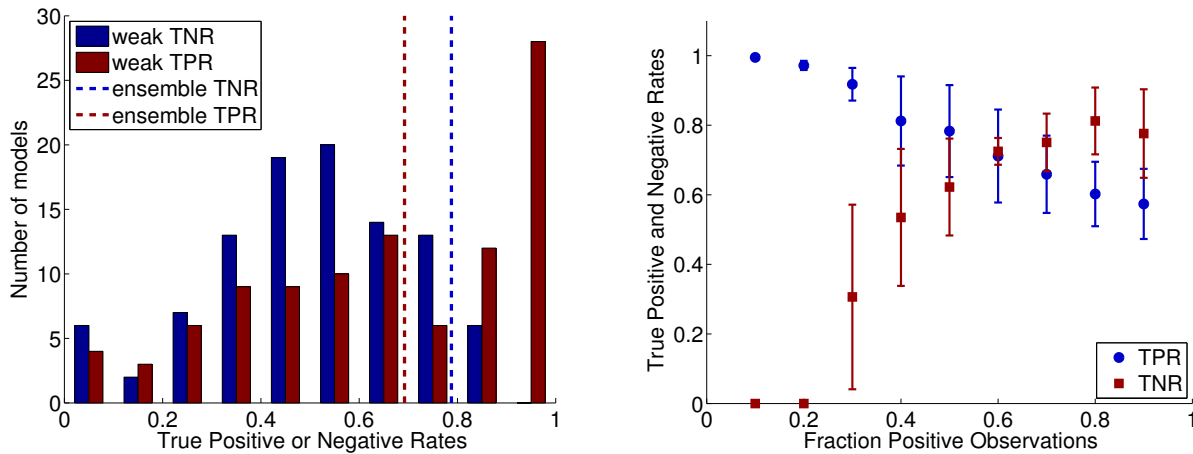 30
25
20
15
10
5
0
Number of models
weak TNR
weak TPR
ensemble TNR
ensemble TPR
0 0.2 0.4 0.6 0.8 1
True Positive or Negative Rates
1
0.8
0.6
0.4
0.2
0
True Positive and Negative Rates
TPR
TNR
0 0.2 0.4 0.6 0.8 1
Fraction Positive Observations